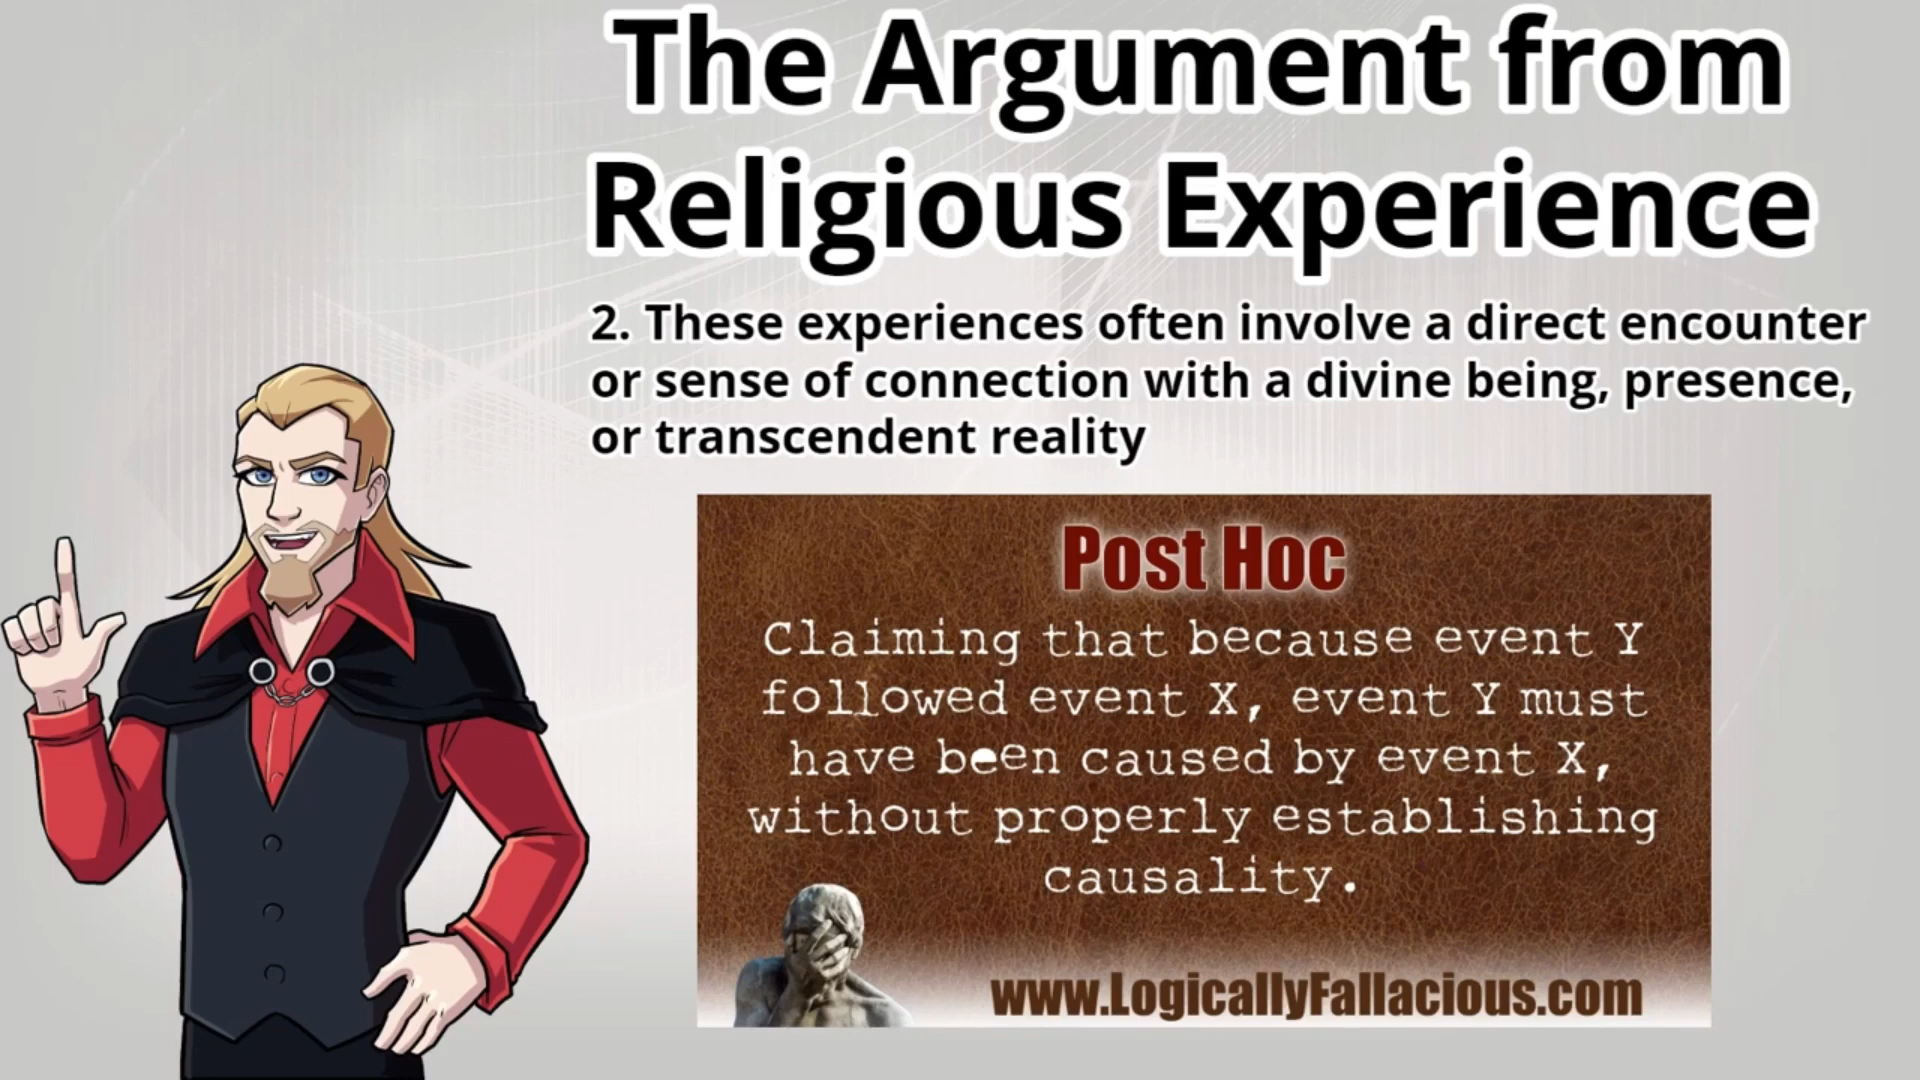 The Argument from
Religious Experience
2. These experiences often involve a direct encounter
or sense of connection with a divine being, presence,
or transcendent reality
Post Hoc
Claiming that because event Y
followed event X, event Y must
have been caused by event X,
without properly establishing
causality.
www.LogicallyFallacious.com